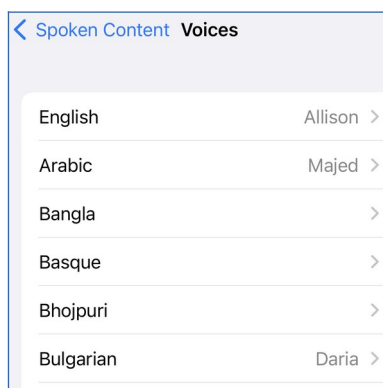 Spoken Content Voices
English Allison
Arabic Majed
Bangla
Basque
Bhojpuri
Bulgarian Daria